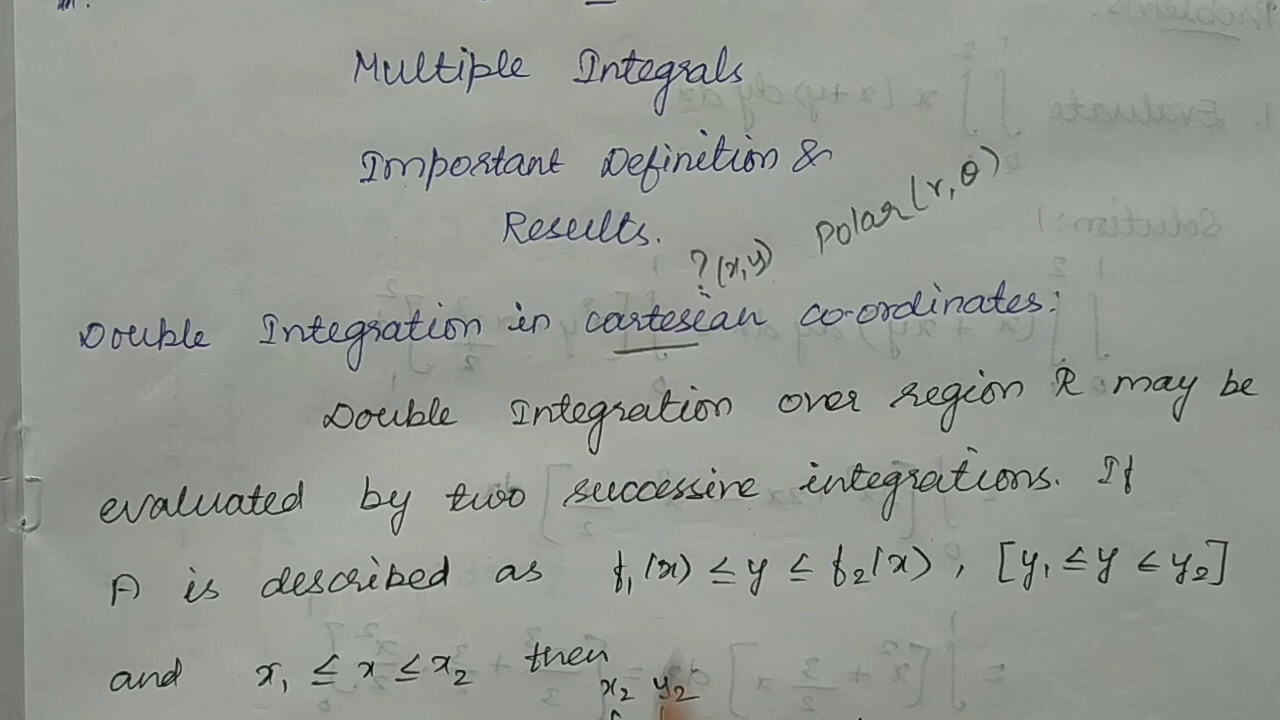 Multiple Integrals
Important Definition &
Results.
?(x,y) Polar(r,θ)
Double Integration in cartesian co-ordinates:
Double Integration over region R may be
evaluated by two successive integrations. If
A is described as f₁(x) ≤ y ≤ f₂(x), [y₁ ≤ y ≤ y₂]
and x₁ ≤ x ≤ x₂ then
x₂ y₂